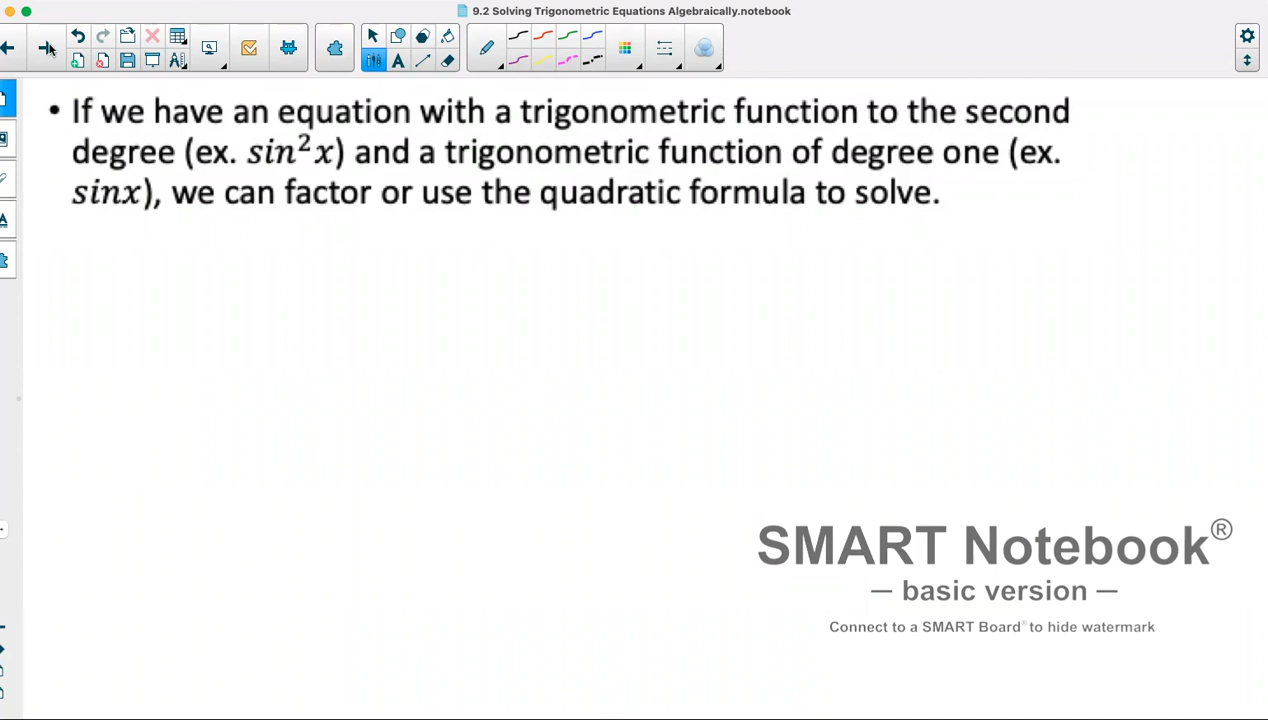 9.2 Solving Trigonometric Equations Algebraically.notebook
• If we have an equation with a trigonometric function to the second
degree (ex. sin²x) and a trigonometric function of degree one (ex.
sinx), we can factor or use the quadratic formula to solve.
SMART Notebook®
— basic version —
Connect to a SMART Board® to hide watermark